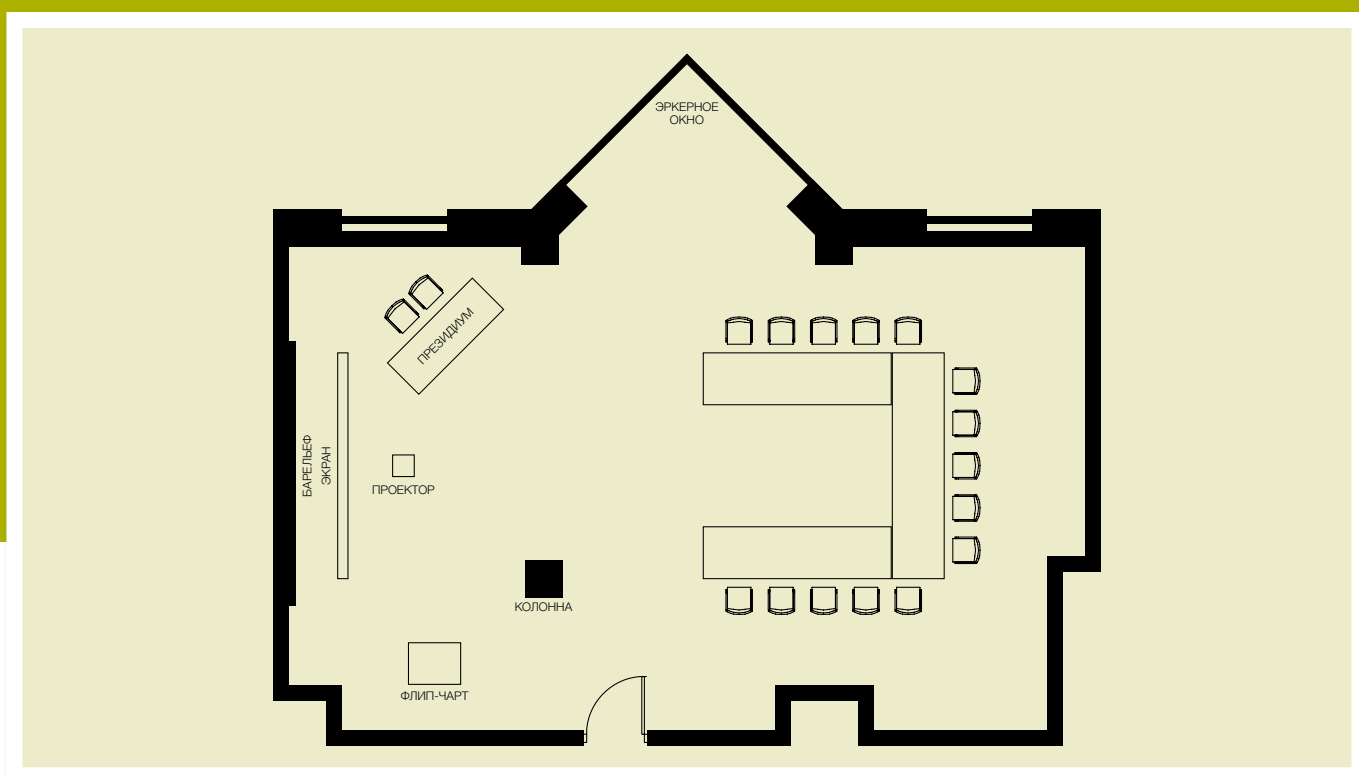 ЭРКЕРНОЕ
ОКНО
ПРЕЗИДИУМ
БАРЕЛЬЕФ
ЭКРАН
ПРОЕКТОР
КОЛОННА
ФЛИП-ЧАРТ